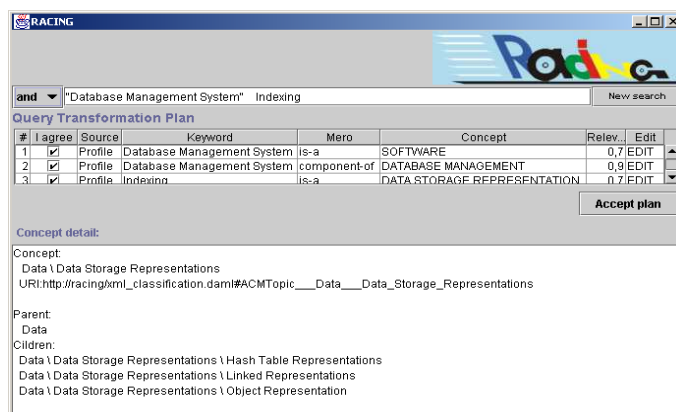 RACING
Racing
and "Database Management System" Indexing New search
Query Transformation Plan
# I agree Source Keyword Mero Concept Relev... Edit
1 Profile Database Management System is-a SOFTWARE 0,7 EDIT
2 Profile Database Management System component-of DATABASE MANAGEMENT 0,9 EDIT
3 Profile Indexing is-a DATA STORAGE REPRESENTATION 0,7 EDIT
Accept plan
Concept detail:
Concept:
Data \ Data Storage Representations
URI:http://racing/xml_classification.daml#ACMTopic___Data___Data_Storage_Representations
Parent:
Data
Cildren:
Data \ Data Storage Representations \ Hash Table Representations
Data \ Data Storage Representations \ Linked Representations
Data \ Data Storage Representations \ Object Representation